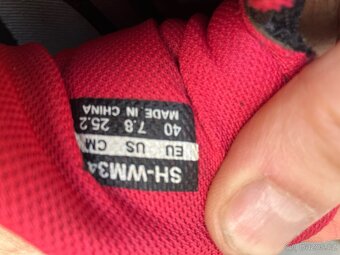 SH-WM34
EU US CM
40 7.8 25.2
MADE IN CHINA